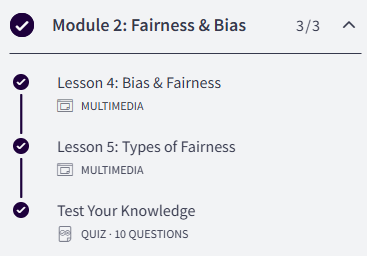 Module 2: Fairness & Bias 3/3
Lesson 4: Bias & Fairness
MULTIMEDIA
Lesson 5: Types of Fairness
MULTIMEDIA
Test Your Knowledge
QUIZ · 10 QUESTIONS